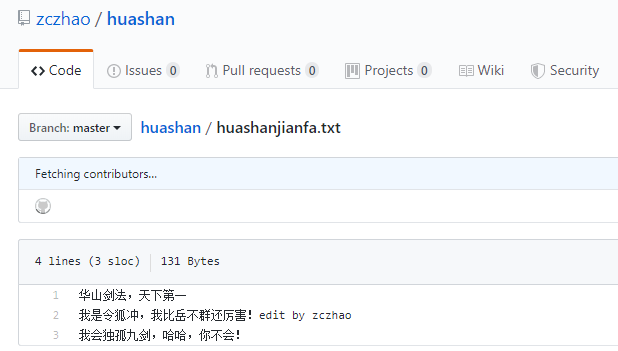 zczhao / huashan
Code Issues 0 Pull requests 0 Projects 0 Wiki Security
Branch: master huashan / huashanjianfa.txt
Fetching contributors...
4 lines (3 sloc) 131 Bytes
1 华山剑法，天下第一
2 我是令狐冲，我比岳不群还厉害！edit by zczhao
3 我会独孤九剑，哈哈，你不会！